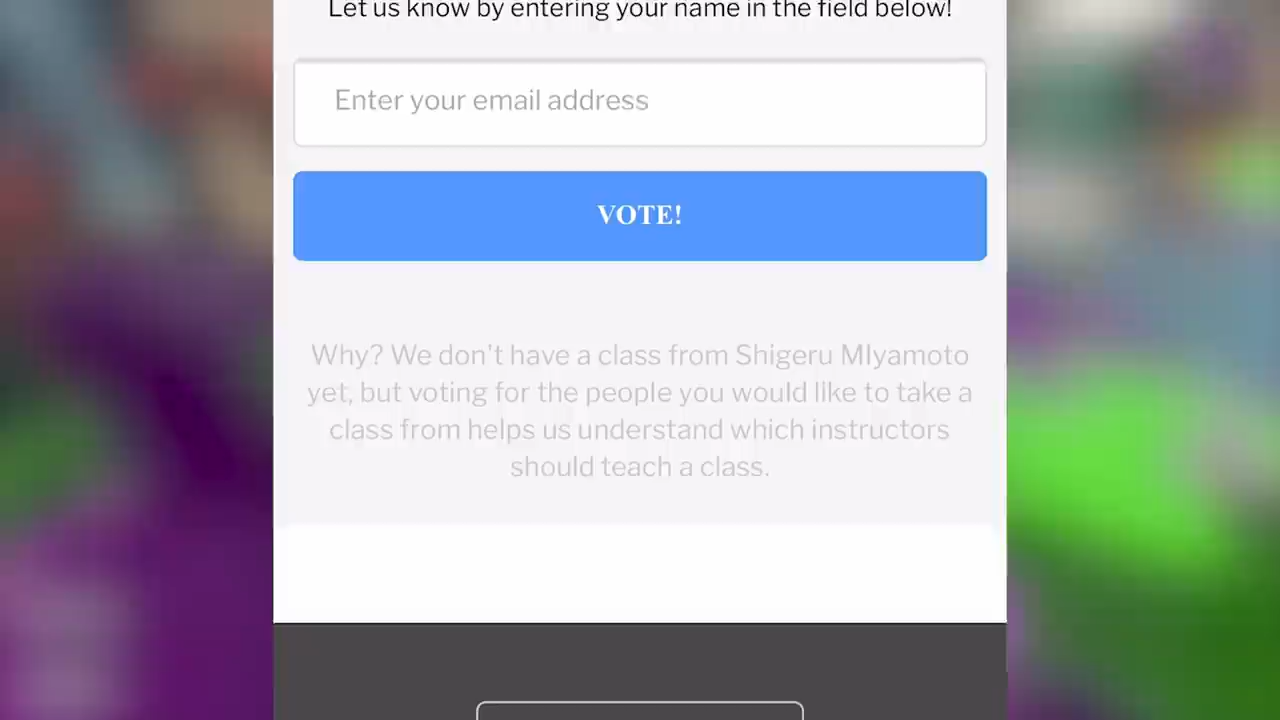 Let us know by entering your name in the field below!
Enter your email address
VOTE!
Why? We don't have a class from Shigeru MIyamoto
yet, but voting for the people you would like to take a
class from helps us understand which instructors
should teach a class.